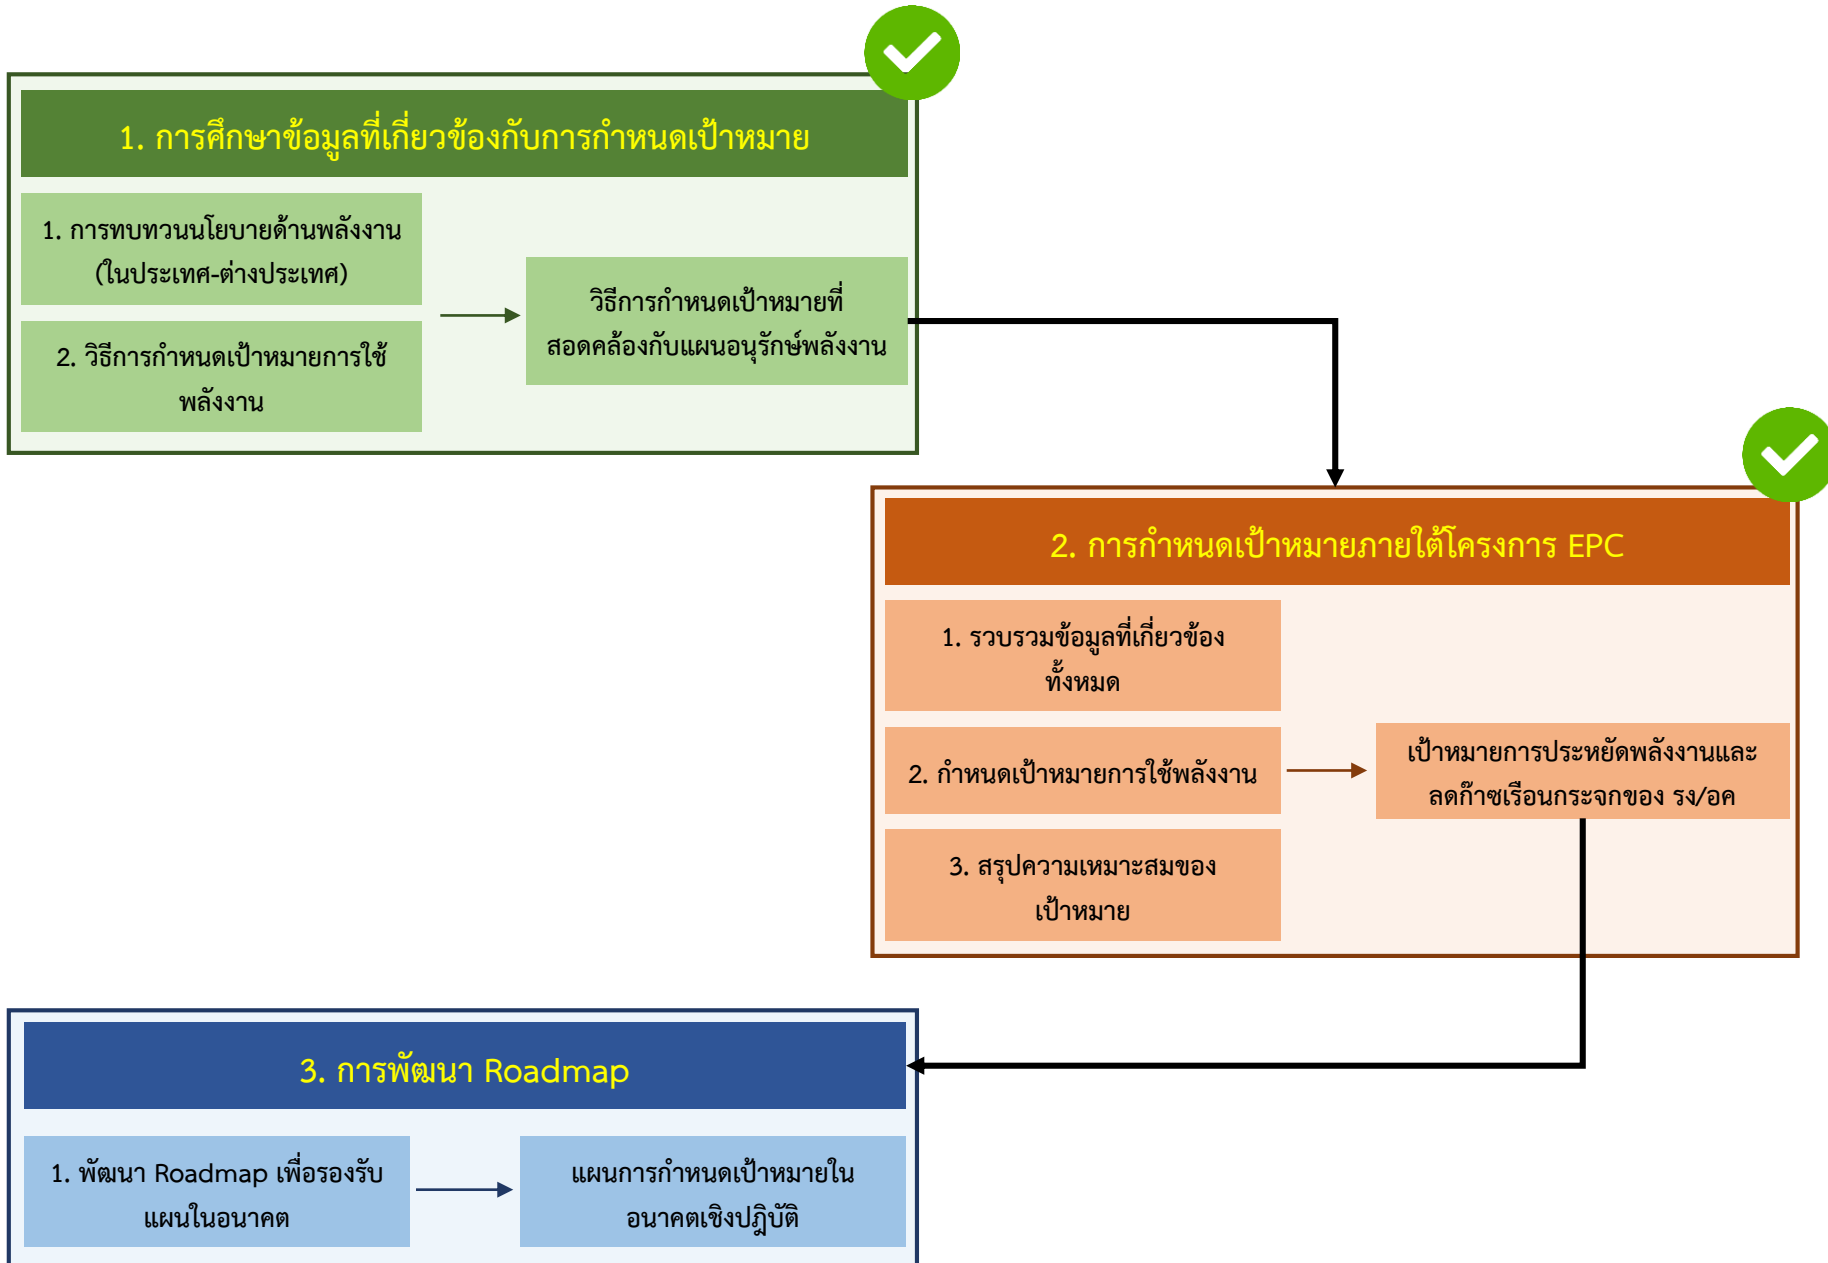 1. การศึกษาข้อมูลที่เกี่ยวข้องกับการกำหนดเป้าหมาย
1. การทบทวนนโยบายด้านพลังงาน
(ในประเทศ-ต่างประเทศ)
2. วิธีการกำหนดเป้าหมายการใช้
พลังงาน
วิธีการกำหนดเป้าหมายที่
สอดคล้องกับแผนอนุรักษ์พลังงาน
2. การกำหนดเป้าหมายภายใต้โครงการ EPC
1. รวบรวมข้อมูลที่เกี่ยวข้อง
ทั้งหมด
2. กำหนดเป้าหมายการใช้พลังงาน
3. สรุปความเหมาะสมของ
เป้าหมาย
เป้าหมายการประหยัดพลังงานและ
ลดก๊าซเรือนกระจกของ รง/อค
3. การพัฒนา Roadmap
1. พัฒนา Roadmap เพื่อรองรับ
แผนในอนาคต
แผนการกำหนดเป้าหมายใน
อนาคตเชิงปฎิบัติ